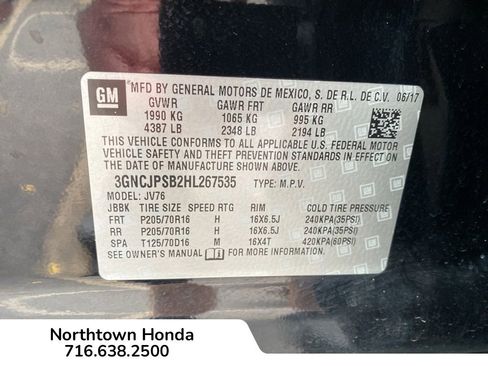 GM
MFD BY GENERAL MOTORS DE MEXICO, S. DE R.L. DE C.V. 06/17
GVWR GAWR FRT GAWR RR
1990 KG 1065 KG 995 KG
4387 LB 2348 LB 2194 LB
THIS VEHICLE CONFORMS TO ALL APPLICABLE U.S. FEDERAL MOTOR
VEHICLE SAFETY AND THEFT PREVENTION STANDARDS IN EFFECT
ON THE DATE OF MANUFACTURE SHOWN ABOVE.
3GNCJPSB2HL267535 TYPE: M.P.V.
MODEL: JV76
JBBK TIRE SIZE SPEED RTG RIM COLD TIRE PRESSURE
FRT P205/70R16 H 16X6.5J 240KPA(35PSI)
RR P205/70R16 H 16X6.5J 240KPA(35PSI)
SPA T125/70D16 M 16X4T 420KPA(60PSI)
SEE OWNER'S MANUAL FOR MORE INFORMATION.
Northtown Honda
716.638.2500